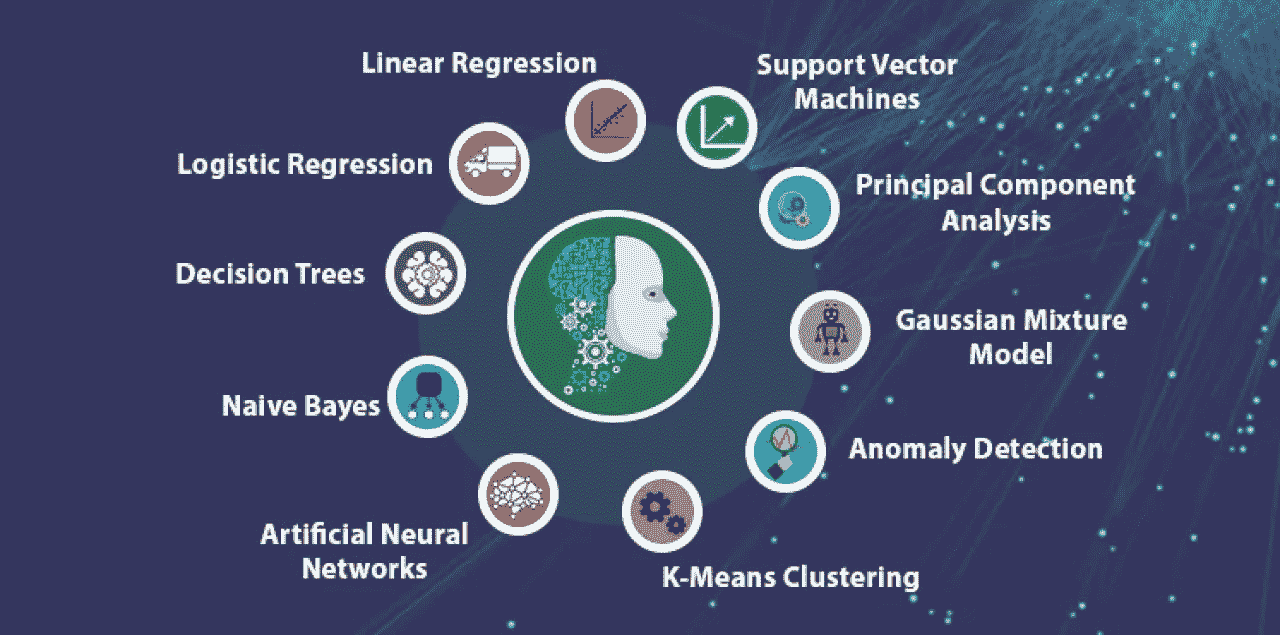 Linear Regression
Support Vector
Machines
Logistic Regression
Principal Component
Analysis
Decision Trees
Gaussian Mixture
Model
Naive Bayes
Anomaly Detection
Artificial Neural
Networks
K-Means Clustering